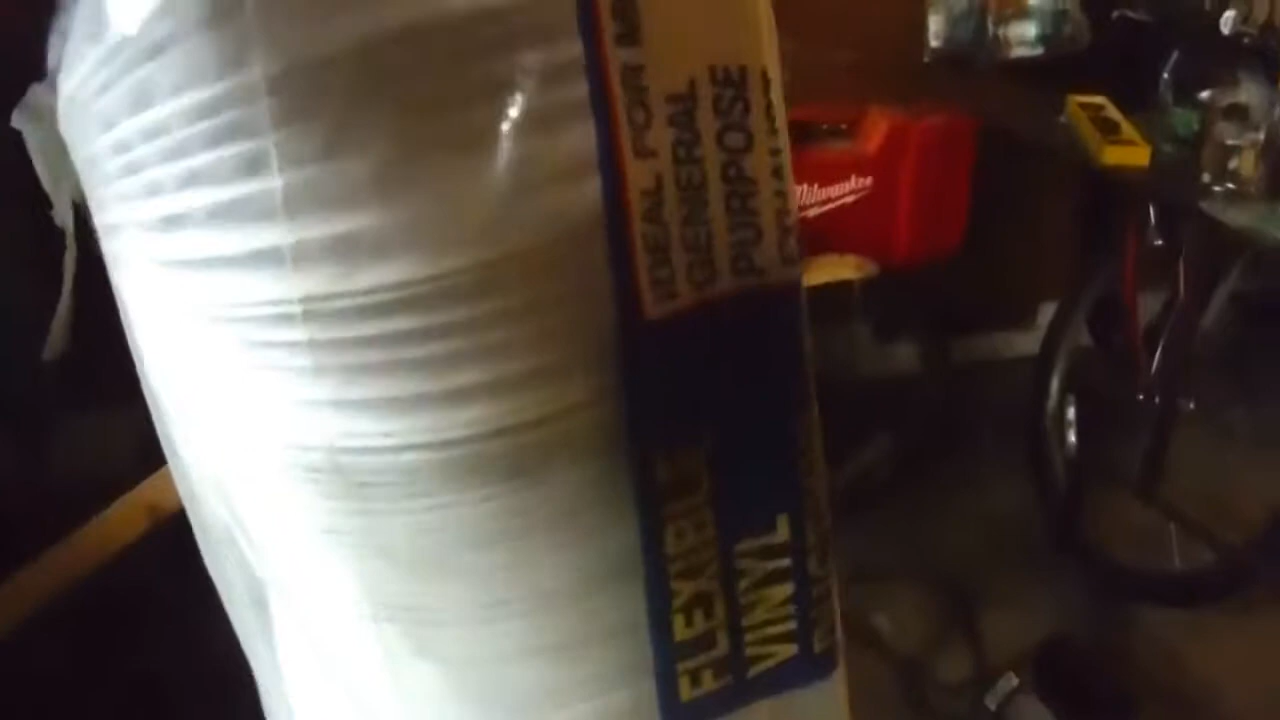 IDEAL FOR
GENERAL
PURPOSE
FLEXIBLE
VINYL
Milwaukee